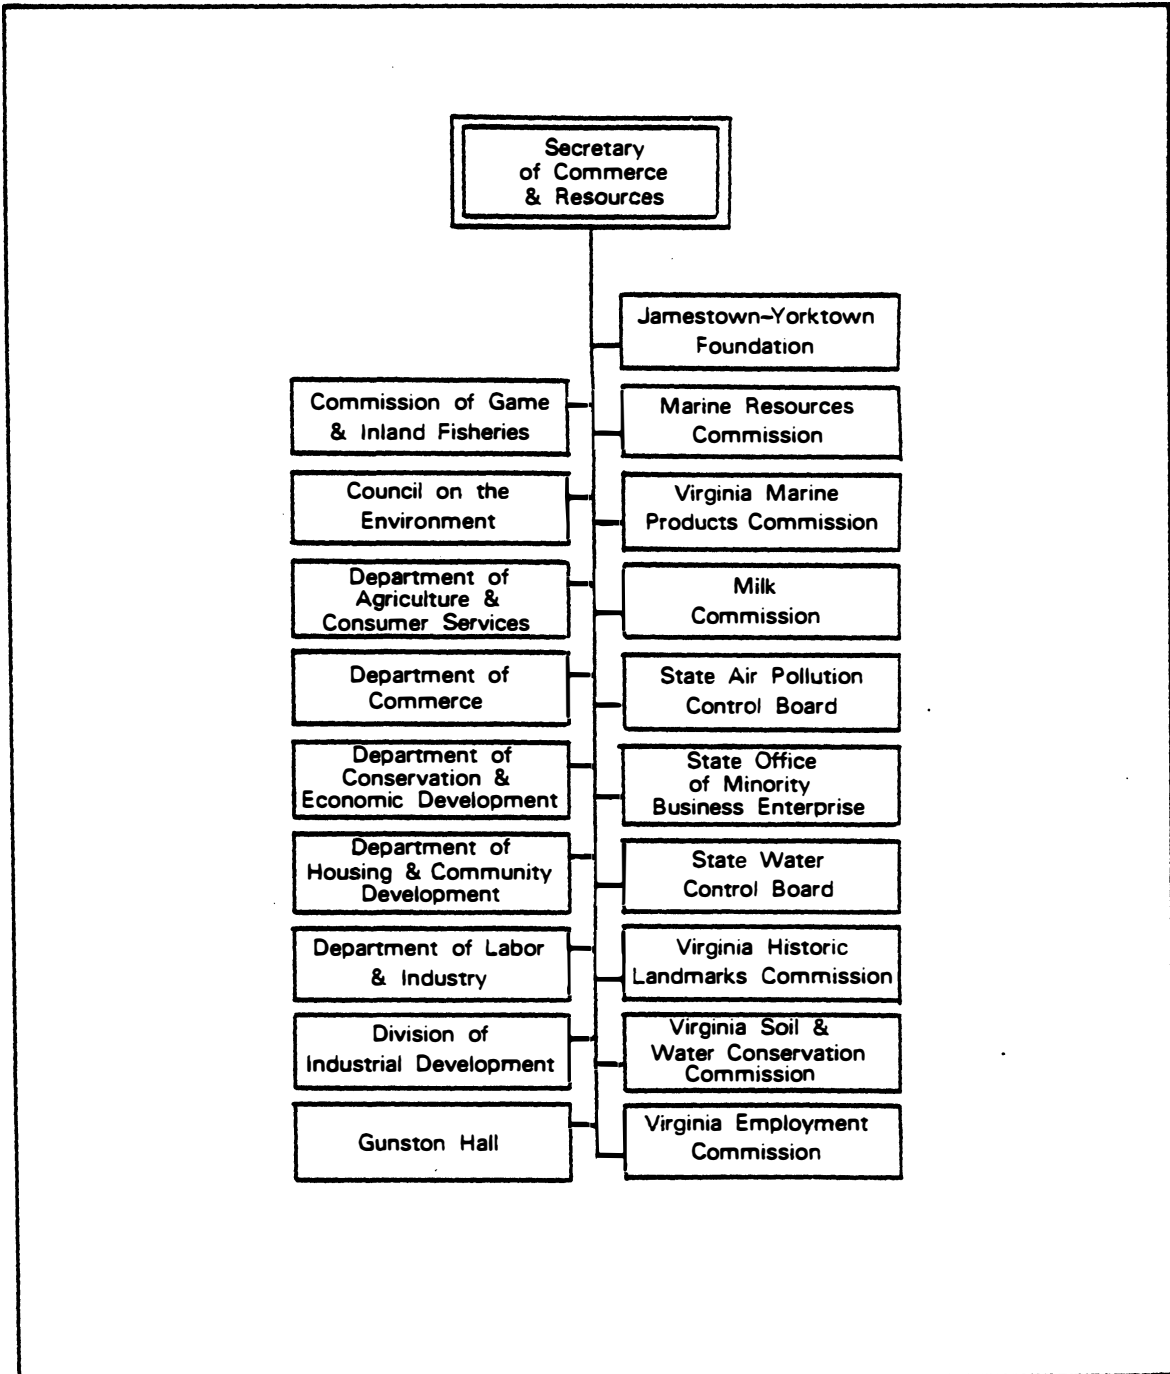 Secretary
of Commerce
& Resources
Jamestown-Yorktown
Foundation
Commission of Game
& Inland Fisheries
Marine Resources
Commission
Council on the
Environment
Virginia Marine
Products Commission
Department of
Agriculture &
Consumer Services
Milk
Commission
Department of
Commerce
State Air Pollution
Control Board
Department of
Conservation &
Economic Development
State Office
of Minority
Business Enterprise
Department of
Housing & Community
Development
State Water
Control Board
Department of Labor
& Industry
Virginia Historic
Landmarks Commission
Division of
Industrial Development
Virginia Soil &
Water Conservation
Commission
Gunston Hall
Virginia Employment
Commission